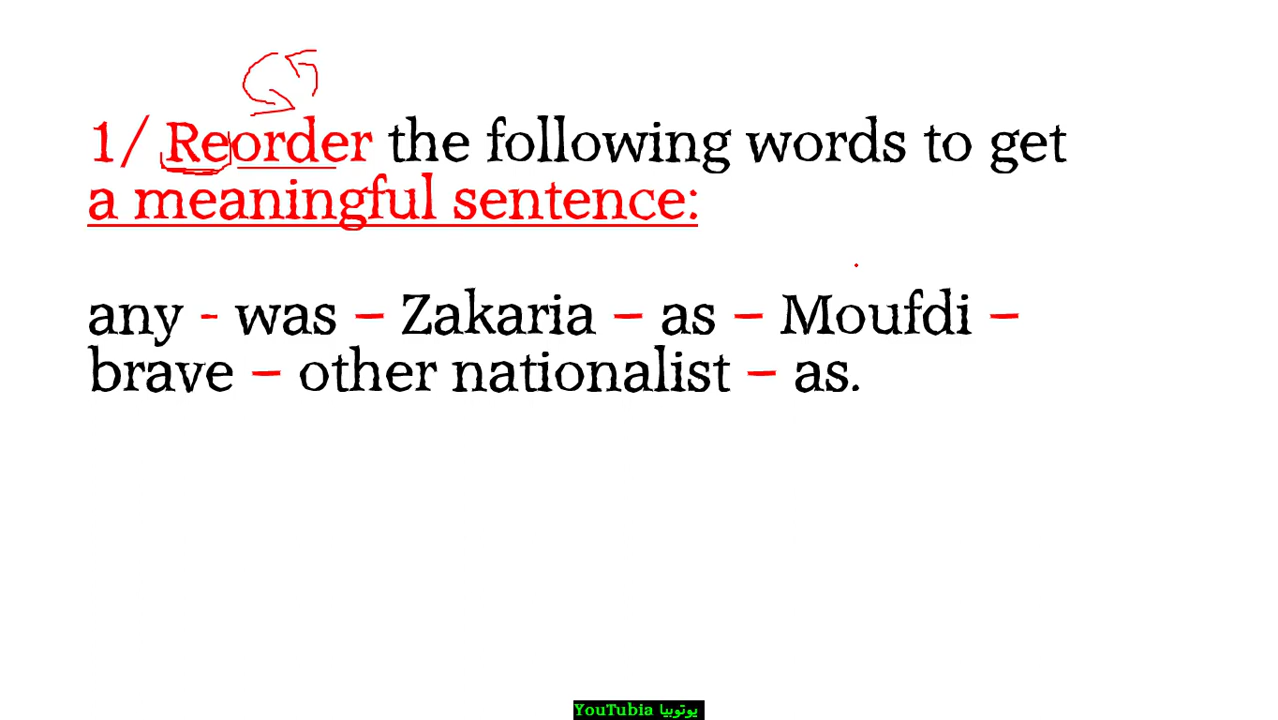 1/ Reorder the following words to get
a meaningful sentence:
any - was – Zakaria – as – Moufdi –
brave – other nationalist – as.
YouTubia يوتوبيا